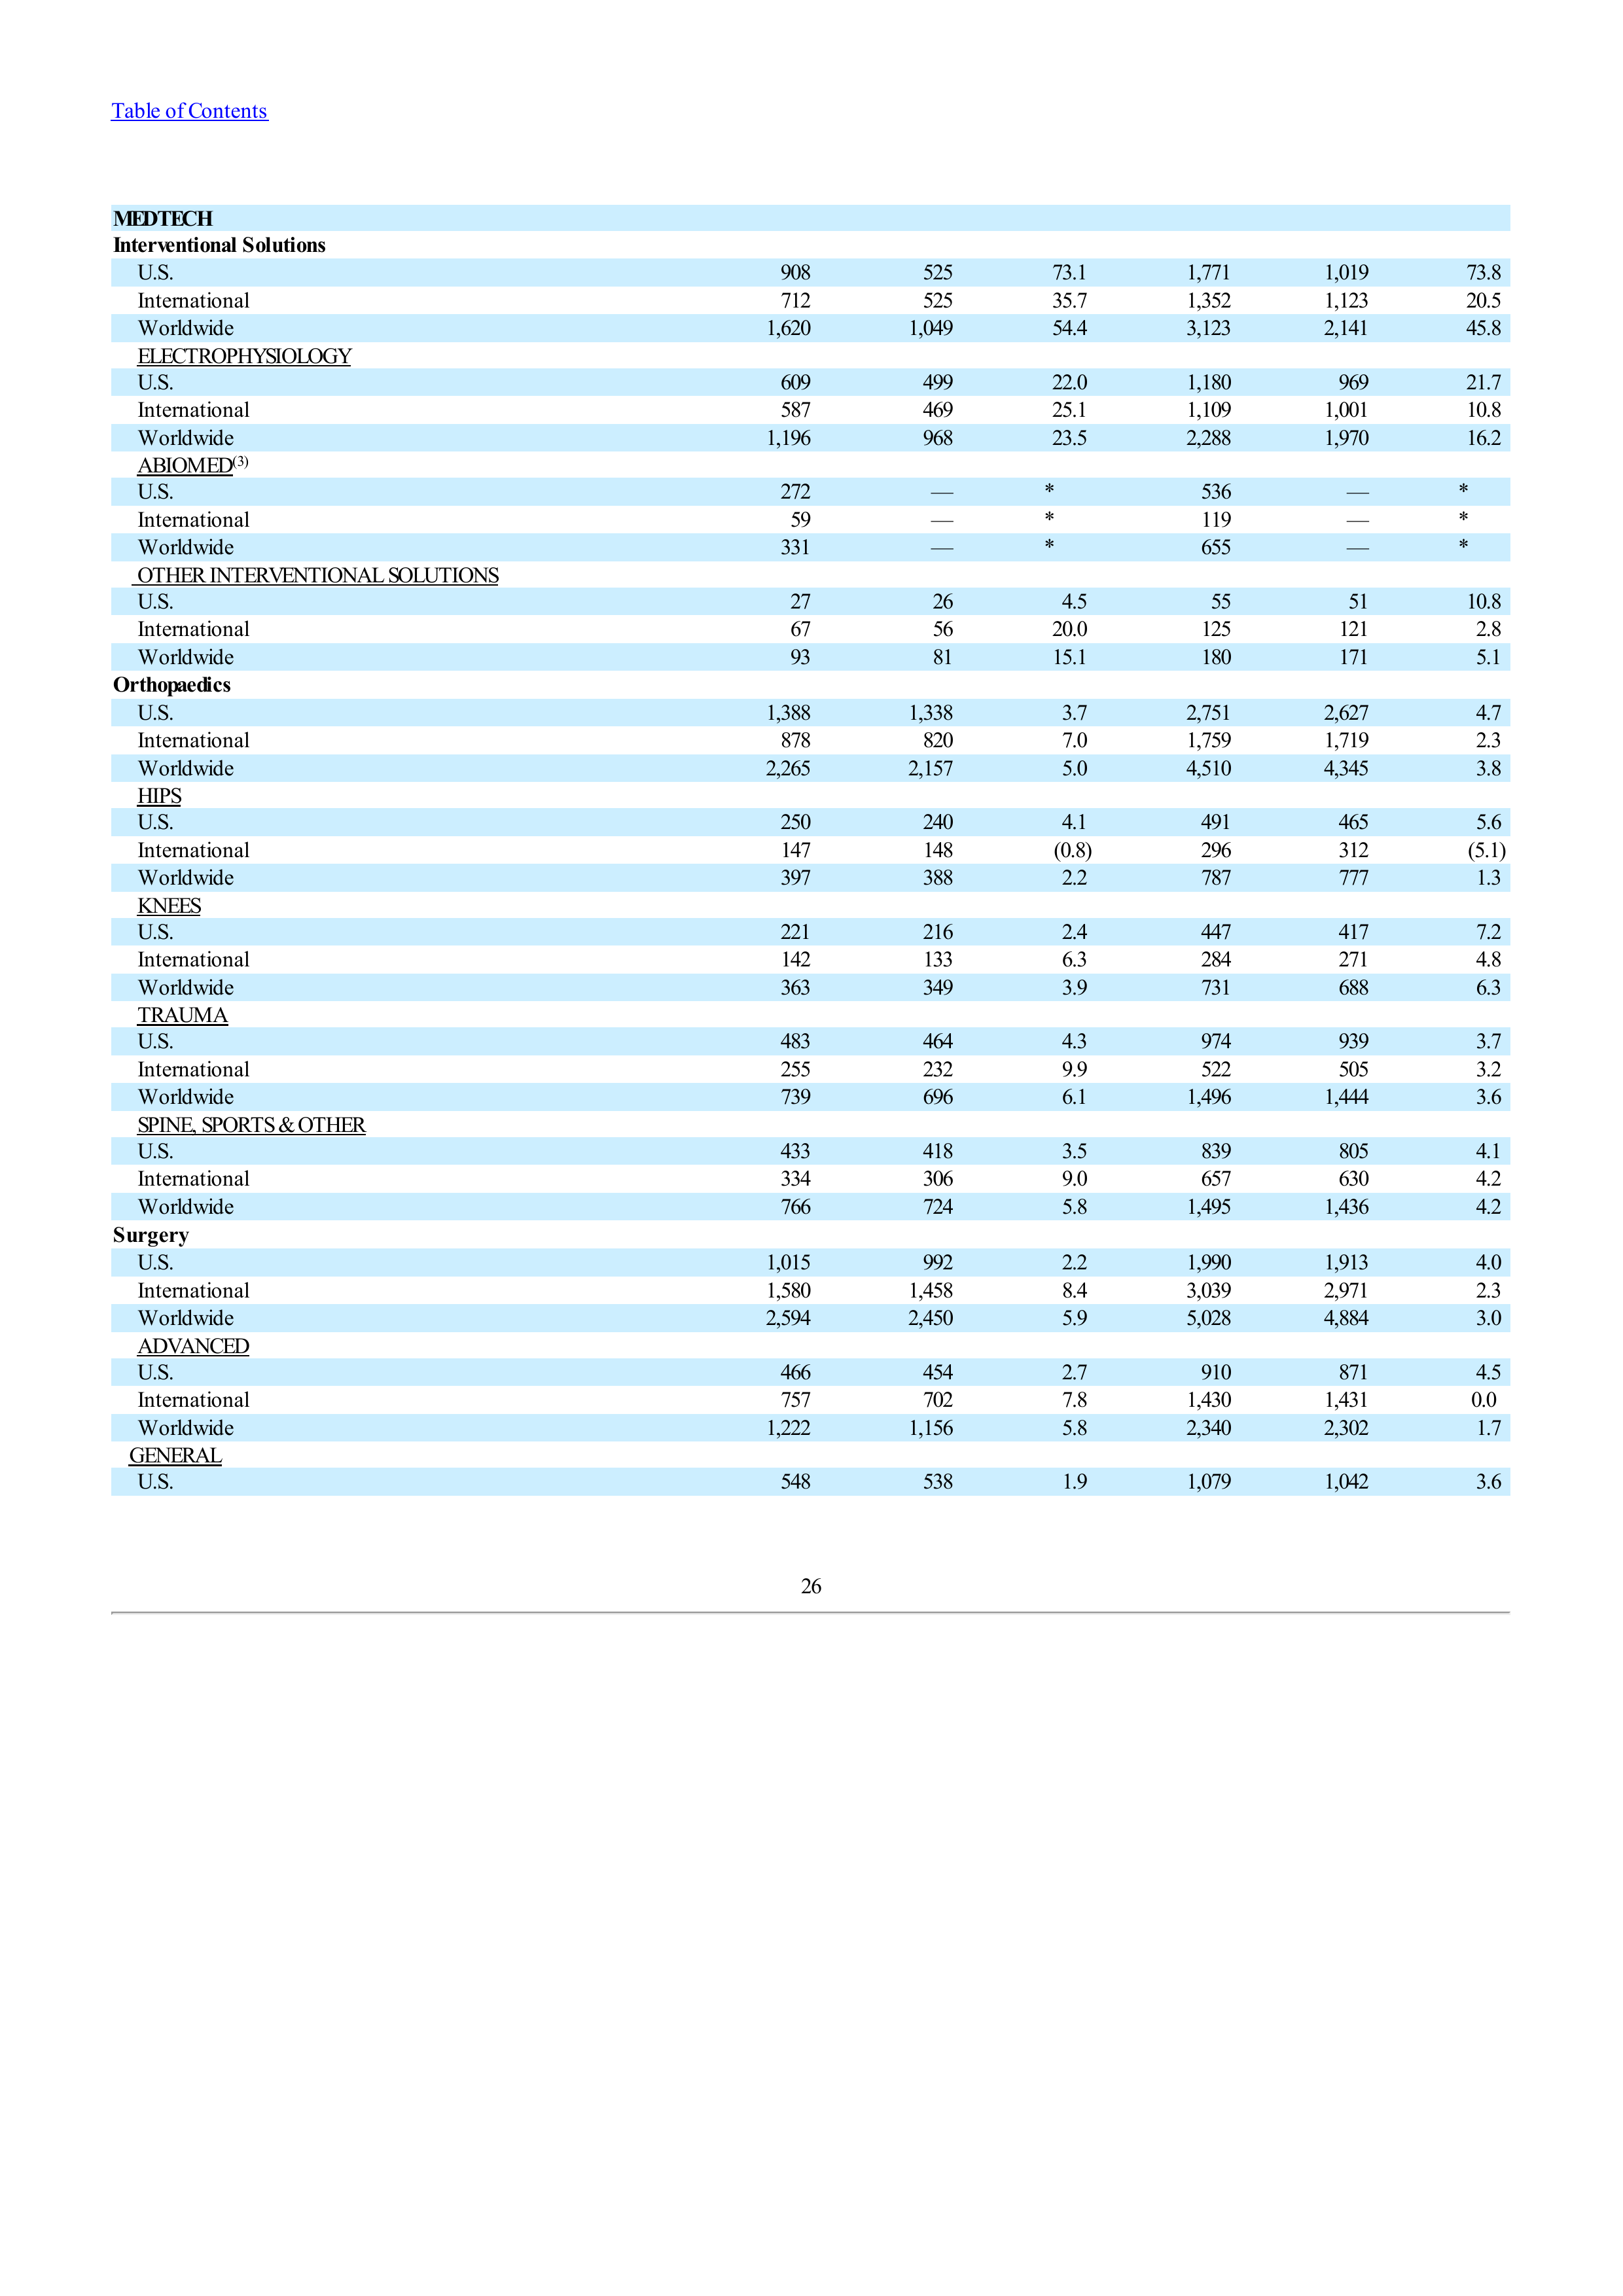 Table of Contents
MEDTECH
Interventional Solutions
U.S. 908 525 73.1 1,771 1,019 73.8
International 712 525 35.7 1,352 1,123 20.5
Worldwide 1,620 1,049 54.4 3,123 2,141 45.8
ELECTROPHYSIOLOGY
U.S. 609 499 22.0 1,180 969 21.7
International 587 469 25.1 1,109 1,001 10.8
Worldwide 1,196 968 23.5 2,288 1,970 16.2
ABIOMED(3)
U.S. 272 — * 536 — *
International 59 — * 119 — *
Worldwide 331 — * 655 — *
OTHER INTERVENTIONAL SOLUTIONS
U.S. 27 26 4.5 55 51 10.8
International 67 56 20.0 125 121 2.8
Worldwide 93 81 15.1 180 171 5.1
Orthopaedics
U.S. 1,388 1,338 3.7 2,751 2,627 4.7
International 878 820 7.0 1,759 1,719 2.3
Worldwide 2,265 2,157 5.0 4,510 4,345 3.8
HIPS
U.S. 250 240 4.1 491 465 5.6
International 147 148 (0.8) 296 312 (5.1)
Worldwide 397 388 2.2 787 777 1.3
KNEES
U.S. 221 216 2.4 447 417 7.2
International 142 133 6.3 284 271 4.8
Worldwide 363 349 3.9 731 688 6.3
TRAUMA
U.S. 483 464 4.3 974 939 3.7
International 255 232 9.9 522 505 3.2
Worldwide 739 696 6.1 1,496 1,444 3.6
SPINE, SPORTS & OTHER
U.S. 433 418 3.5 839 805 4.1
International 334 306 9.0 657 630 4.2
Worldwide 766 724 5.8 1,495 1,436 4.2
Surgery
U.S. 1,015 992 2.2 1,990 1,913 4.0
International 1,580 1,458 8.4 3,039 2,971 2.3
Worldwide 2,594 2,450 5.9 5,028 4,884 3.0
ADVANCED
U.S. 466 454 2.7 910 871 4.5
International 757 702 7.8 1,430 1,431 0.0
Worldwide 1,222 1,156 5.8 2,340 2,302 1.7
GENERAL
U.S. 548 538 1.9 1,079 1,042 3.6
26